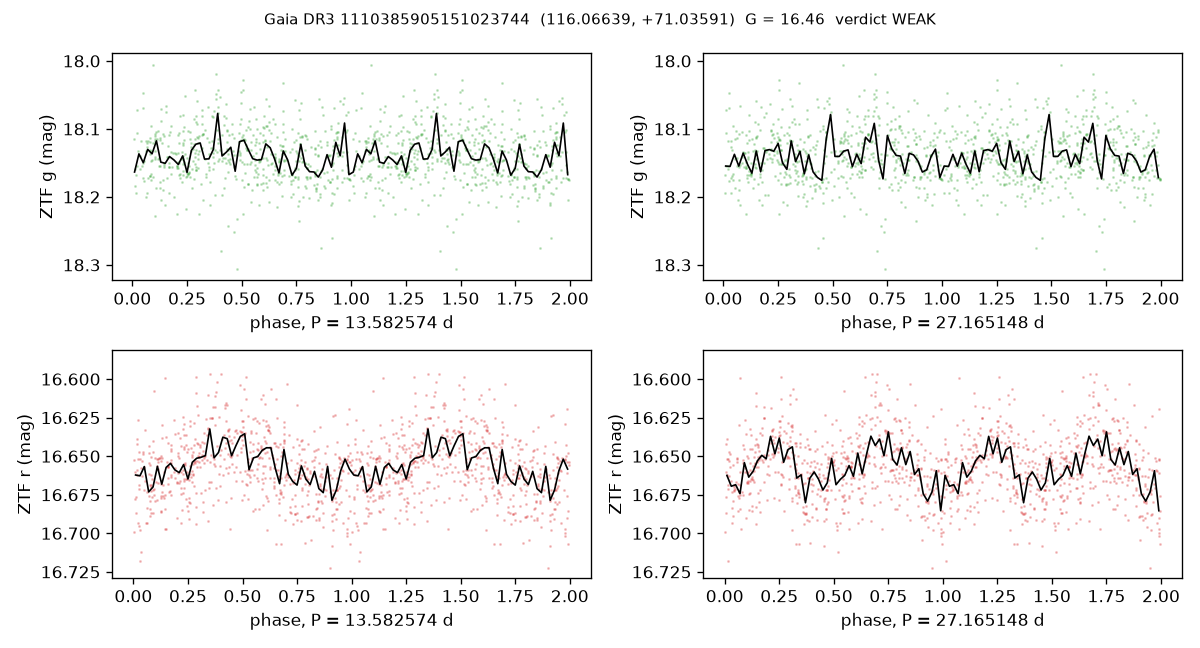 Gaia DR3 1110385905151023744  (116.06639, +71.03591)  G = 16.46  verdict WEAK
ZTF g (mag)
18.0
18.1
18.2
18.3
0.00 0.25 0.50 0.75 1.00 1.25 1.50 1.75 2.00
phase, P = 13.582574 d
ZTF g (mag)
18.0
18.1
18.2
18.3
0.00 0.25 0.50 0.75 1.00 1.25 1.50 1.75 2.00
phase, P = 27.165148 d
ZTF r (mag)
16.600
16.625
16.650
16.675
16.700
16.725
0.00 0.25 0.50 0.75 1.00 1.25 1.50 1.75 2.00
phase, P = 13.582574 d
ZTF r (mag)
16.600
16.625
16.650
16.675
16.700
16.725
0.00 0.25 0.50 0.75 1.00 1.25 1.50 1.75 2.00
phase, P = 27.165148 d